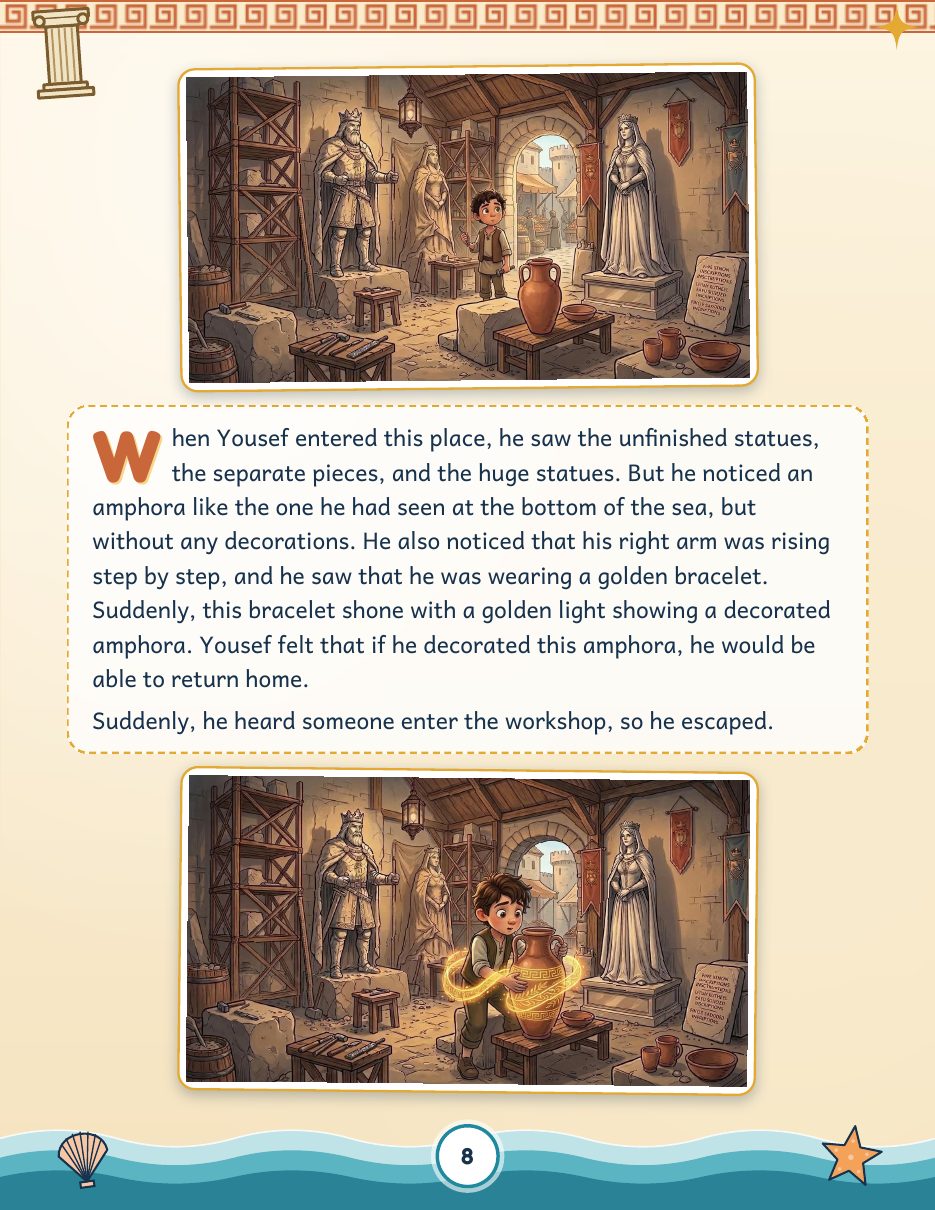 When Yousef entered this place, he saw the unfinished statues,
the separate pieces, and the huge statues. But he noticed an
amphora like the one he had seen at the bottom of the sea, but
without any decorations. He also noticed that his right arm was rising
step by step, and he saw that he was wearing a golden bracelet.
Suddenly, this bracelet shone with a golden light showing a decorated
amphora. Yousef felt that if he decorated this amphora, he would be
able to return home.
Suddenly, he heard someone enter the workshop, so he escaped.
8